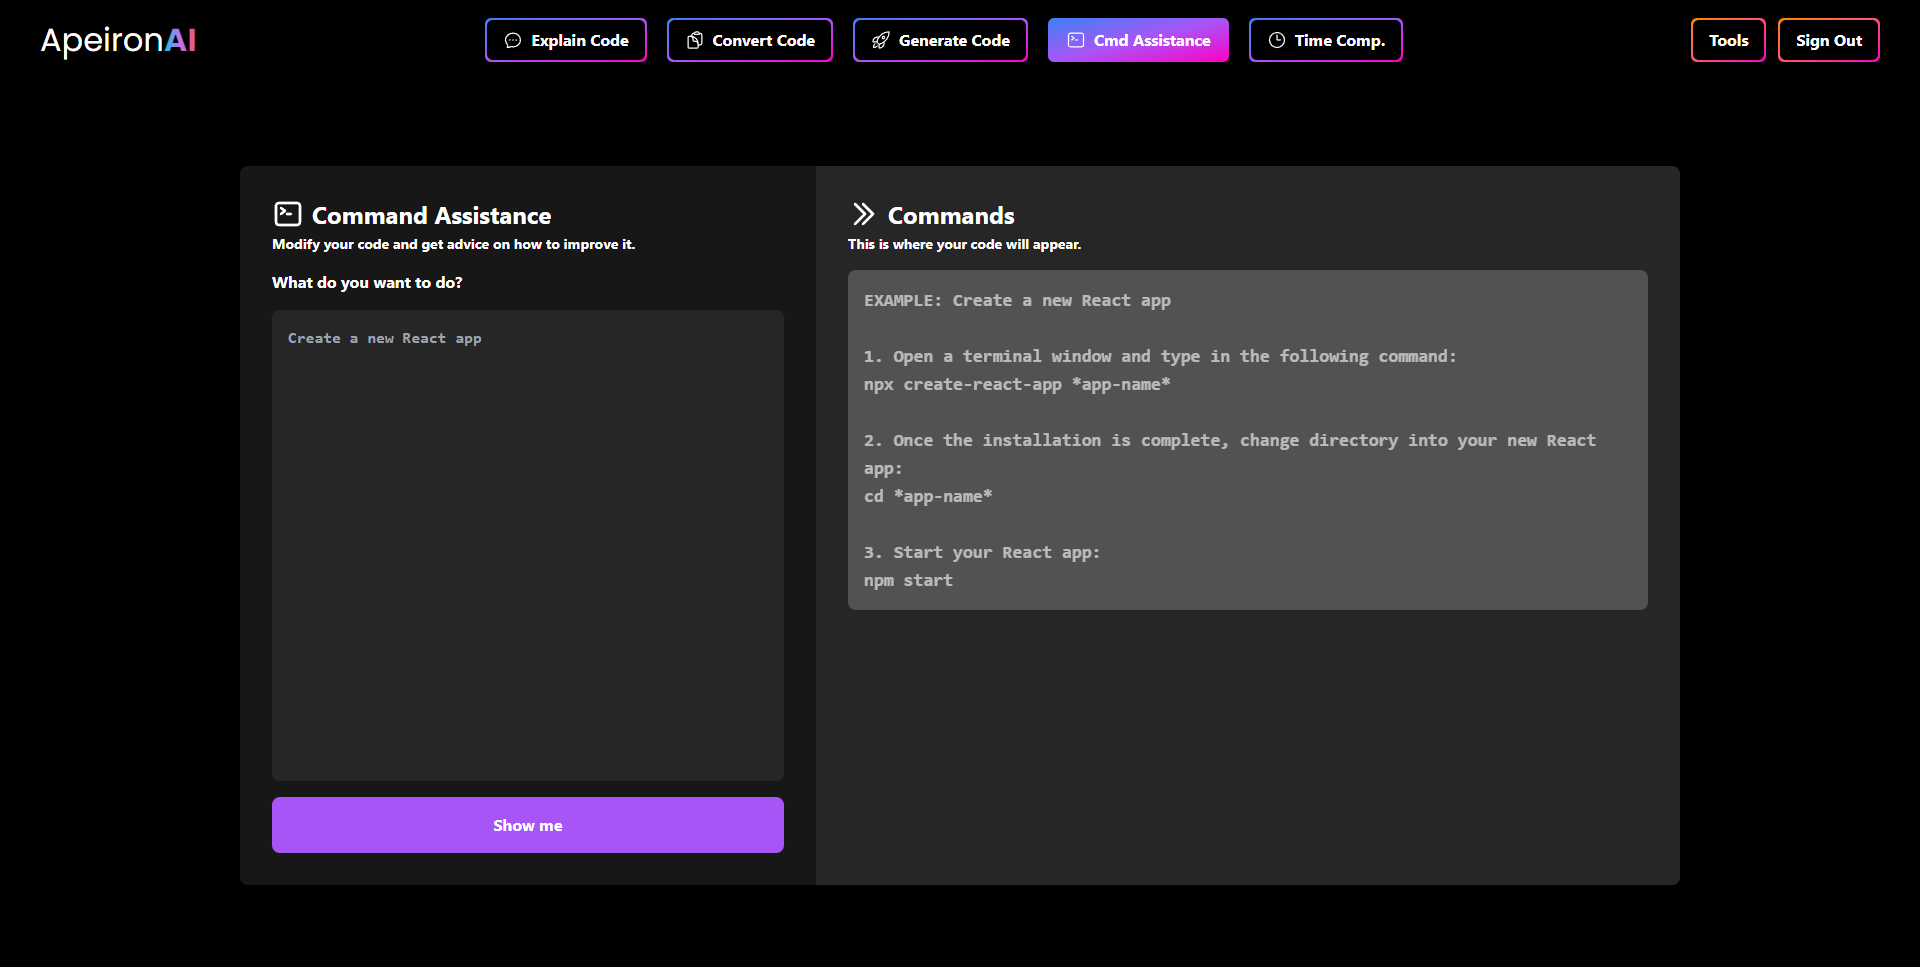 ApeironAI
Explain Code
Convert Code
Generate Code
Cmd Assistance
Time Comp.
Tools
Sign Out
Command Assistance
Modify your code and get advice on how to improve it.
What do you want to do?
Create a new React app
Show me
Commands
This is where your code will appear.
EXAMPLE: Create a new React app
1. Open a terminal window and type in the following command:
npx create-react-app *app-name*
2. Once the installation is complete, change directory into your new React
app:
cd *app-name*
3. Start your React app:
npm start